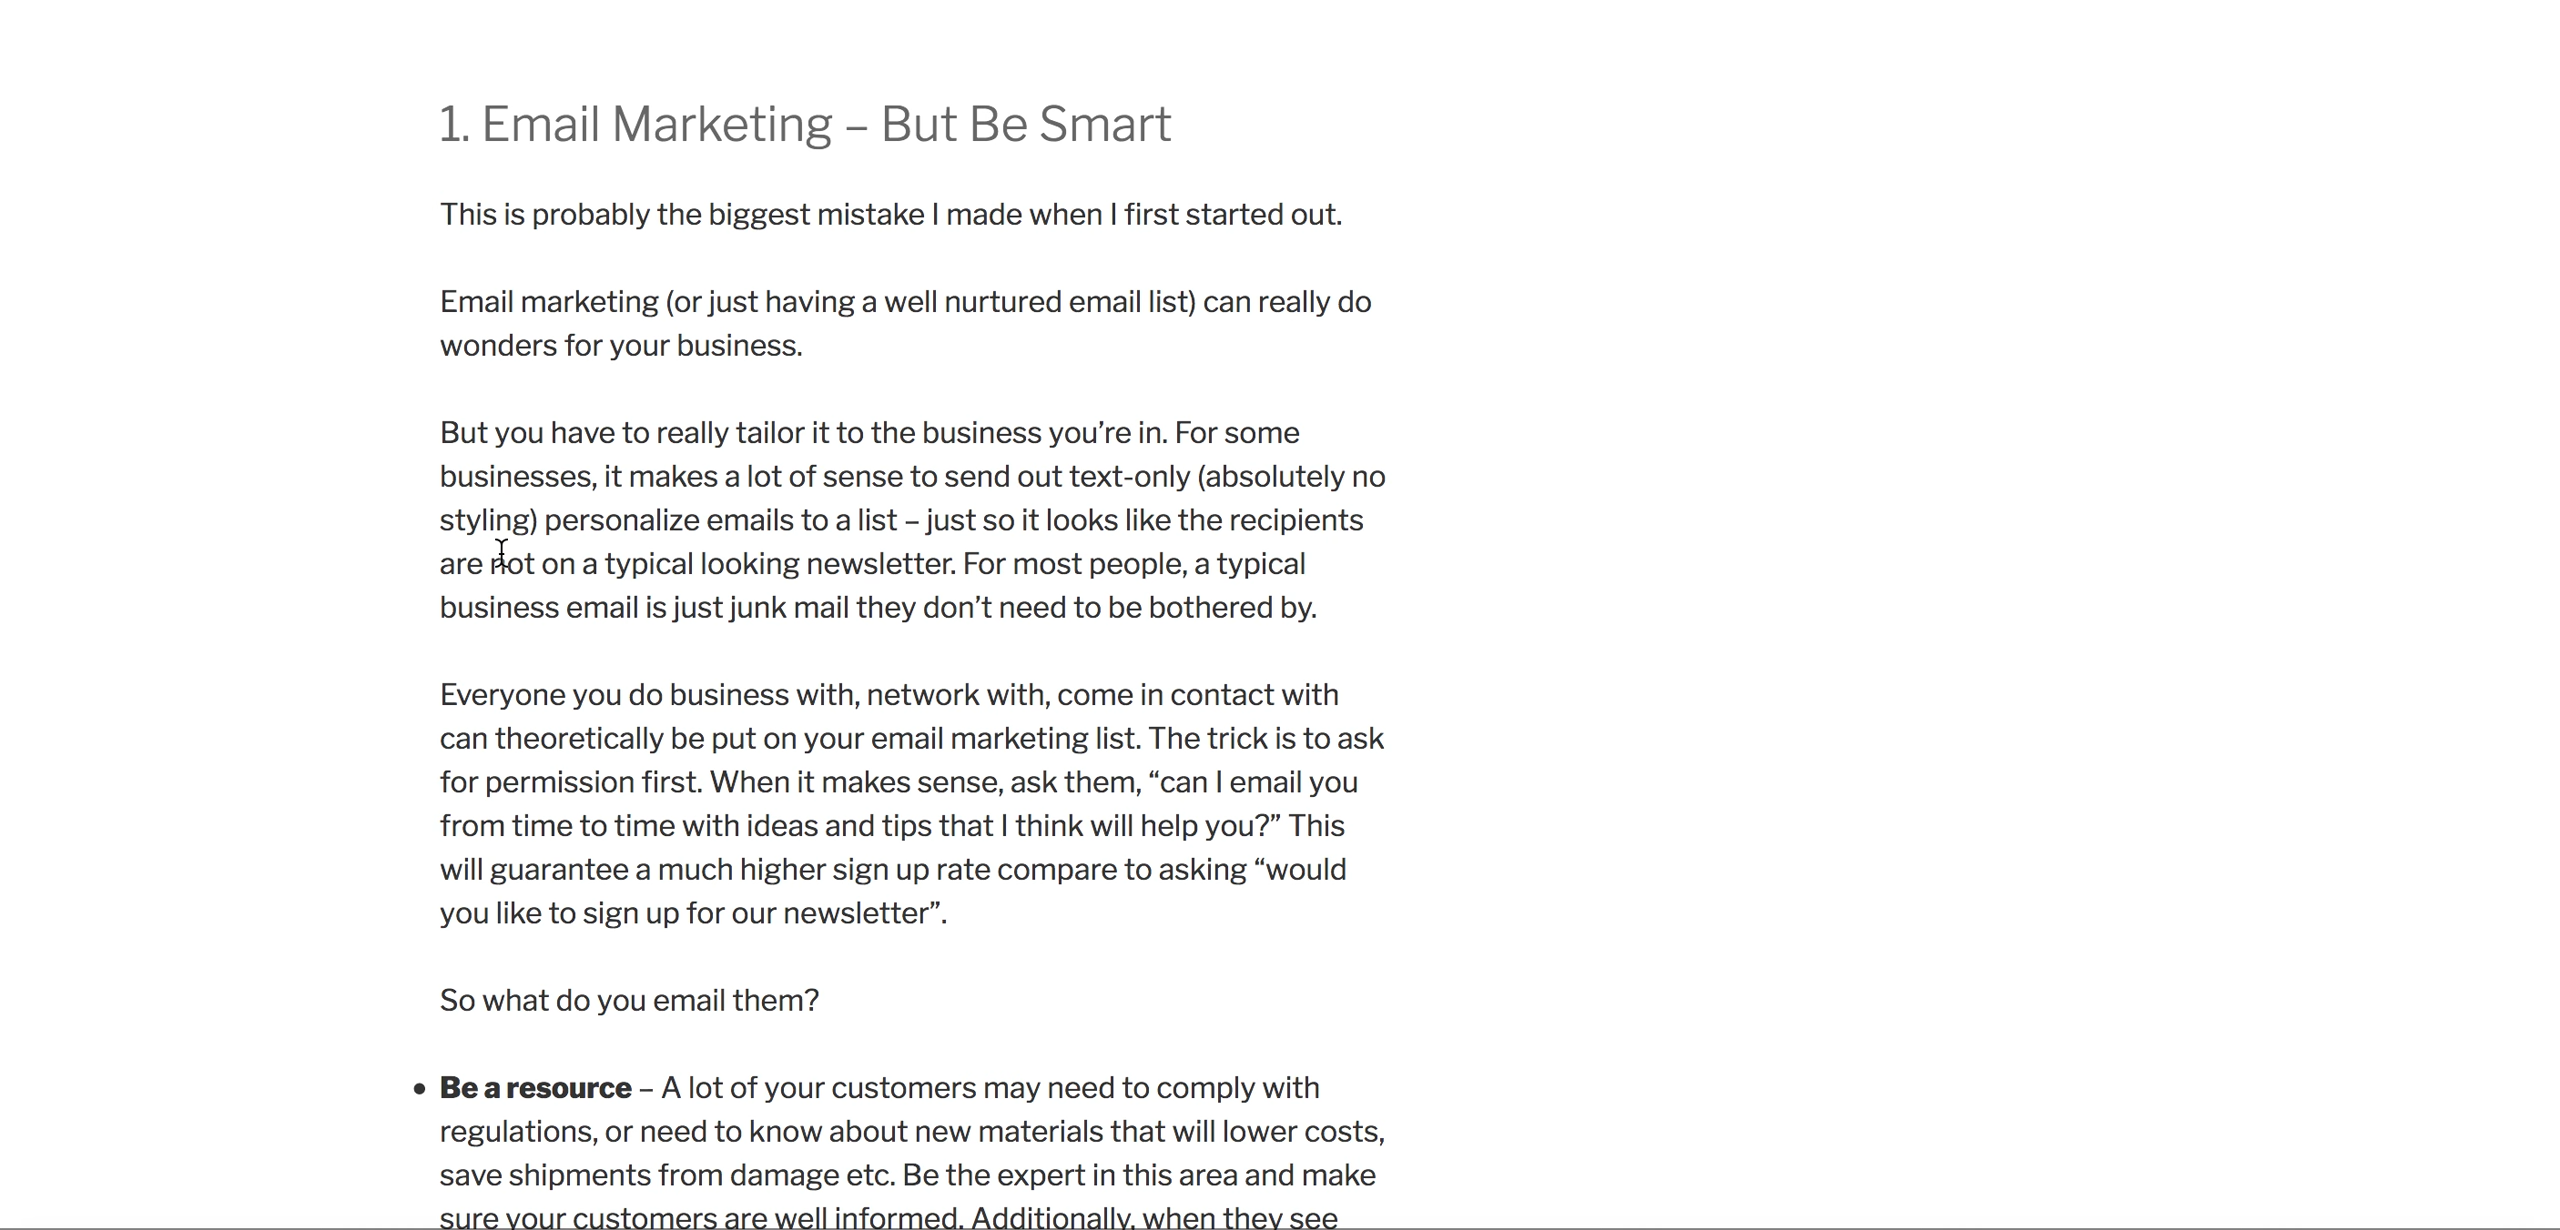 1. Email Marketing – But Be Smart
This is probably the biggest mistake I made when I first started out.
Email marketing (or just having a well nurtured email list) can really do
wonders for your business.
But you have to really tailor it to the business you’re in. For some
businesses, it makes a lot of sense to send out text-only (absolutely no
styling) personalize emails to a list – just so it looks like the recipients
are not on a typical looking newsletter. For most people, a typical
business email is just junk mail they don’t need to be bothered by.
Everyone you do business with, network with, come in contact with
can theoretically be put on your email marketing list. The trick is to ask
for permission first. When it makes sense, ask them, “can I email you
from time to time with ideas and tips that I think will help you?” This
will guarantee a much higher sign up rate compare to asking “would
you like to sign up for our newsletter”.
So what do you email them?
• Be a resource – A lot of your customers may need to comply with
regulations, or need to know about new materials that will lower costs,
save shipments from damage etc. Be the expert in this area and make
sure your customers are well informed. Additionally, when they see